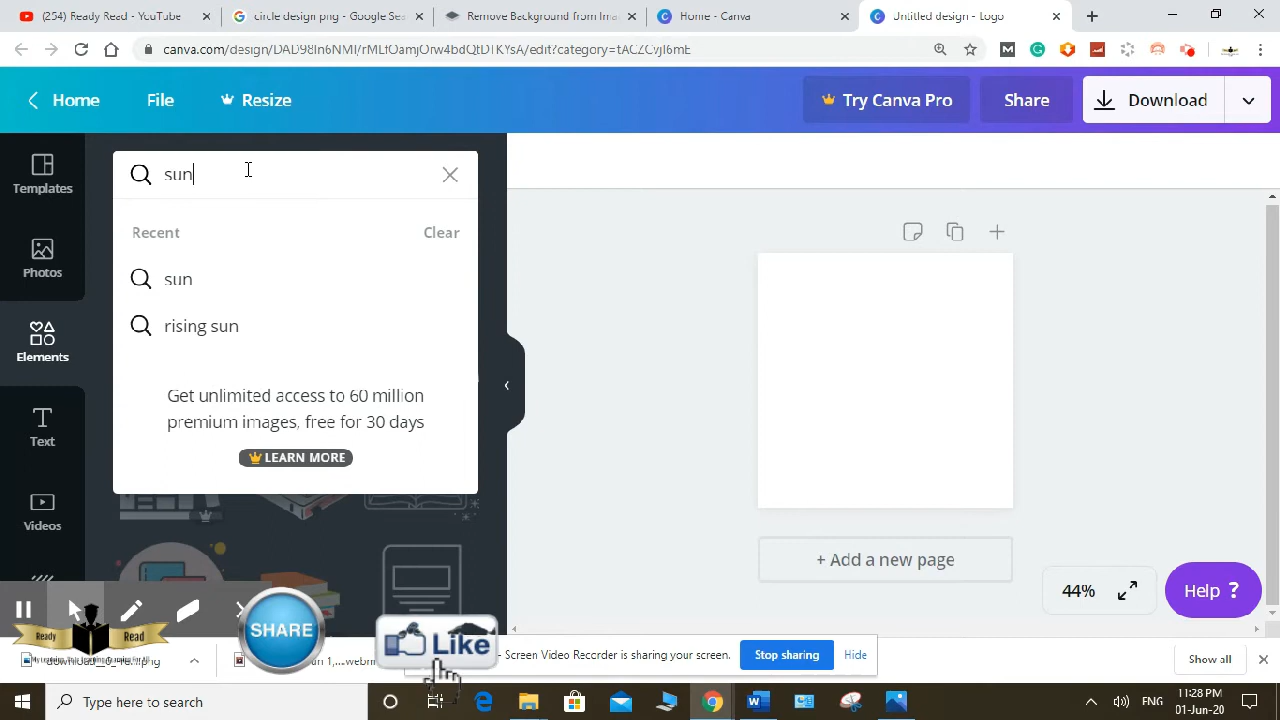 (254) Ready Read - YouTube
circle design png - Google Sea
Remove Background from Ima
Home - Canva
Untitled design - Logo
Home
File
Resize
Try Canva Pro
Share
Download
Templates
Photos
Elements
Text
Videos
sun
Recent
Clear
sun
rising sun
Get unlimited access to 60 million
premium images, free for 30 days
LEARN MORE
+ Add a new page
44%
Help ?
Ready
Read
SHARE
Like
- Screen Video Recorder is sharing your screen.
Stop sharing
Hide
Show all
Type here to search
ENG
11:28 PM
01-Jun-20